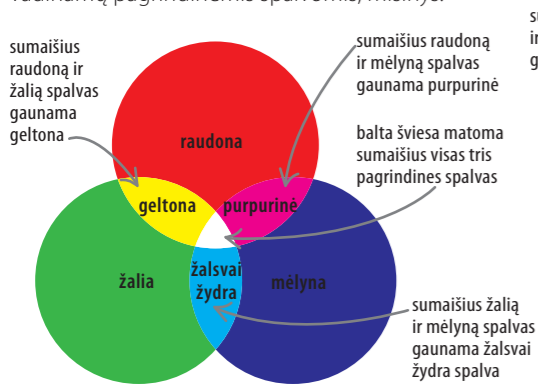 sumaišius
raudoną ir
žalią spalvas
gaunama
geltona
sumaišius raudoną
ir mėlyną spalvas
gaunama purpurinė
balta šviesa matoma
sumaišius visas tris
pagrindines spalvas
raudona
geltona
purpurinė
žalia
žalsvai
žydra
mėlyna
sumaišius žalią
ir mėlyną spalvas
gaunama žalsvai
žydra spalva